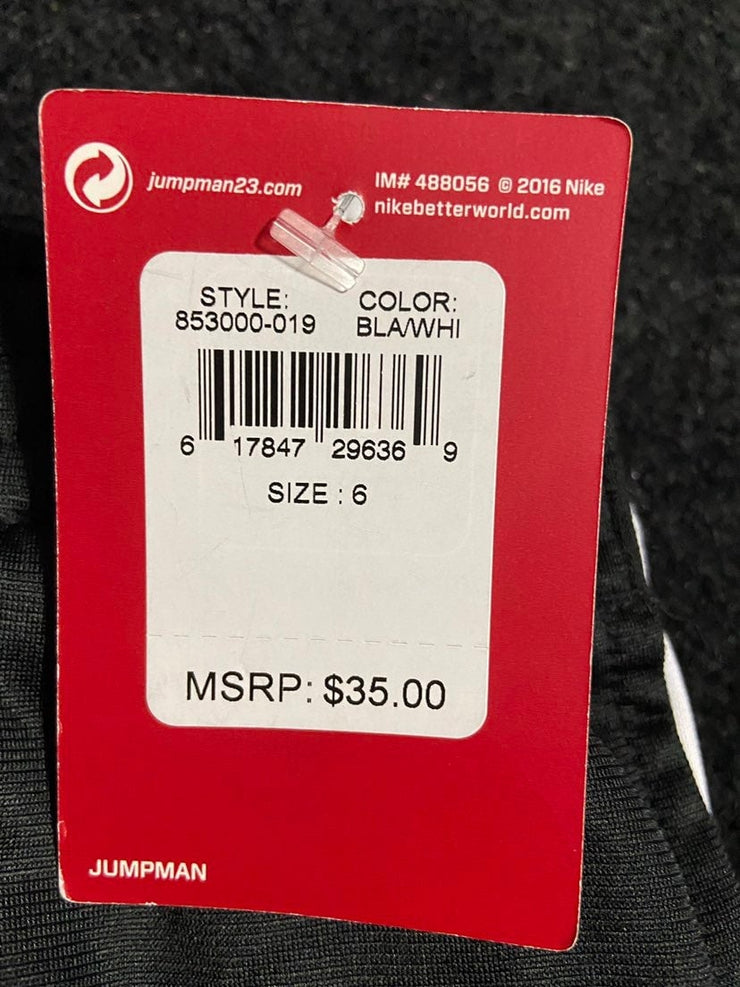 jumpman23.com
IM# 488056 © 2016 Nike
nikebetterworld.com
STYLE: COLOR:
853000-019 BLA/WHI
6 17847 29636 9
SIZE : 6
MSRP: $35.00
JUMPMAN